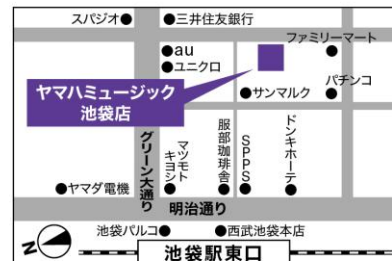 スパジオ
三井住友銀行
ファミリーマート
au
ユニクロ
ヤマハミュージック
池袋店
サンマルク
パチンコ
グリーン大通り
マツモト
キヨシ
服部珈琲舎
SPPS
ドンキホーテ
ヤマダ電機
明治通り
池袋パルコ
西武池袋本店
N
池袋駅東口